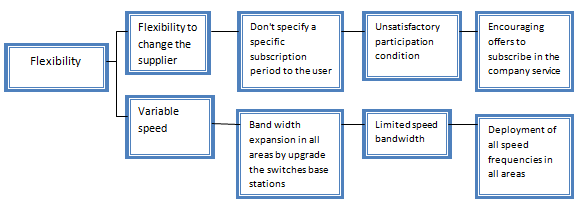 Flexibility
Flexibility to
change the
supplier
Don't specify a
specific
subscription
period to the user
Unsatisfactory
participation
condition
Encouraging
offers to
subscribe in the
company service
Variable
speed
Band width
expansion in all
areas by upgrade
the switches base
stations
Limited speed
bandwidth
Deployment of
all speed
frequencies in
all areas